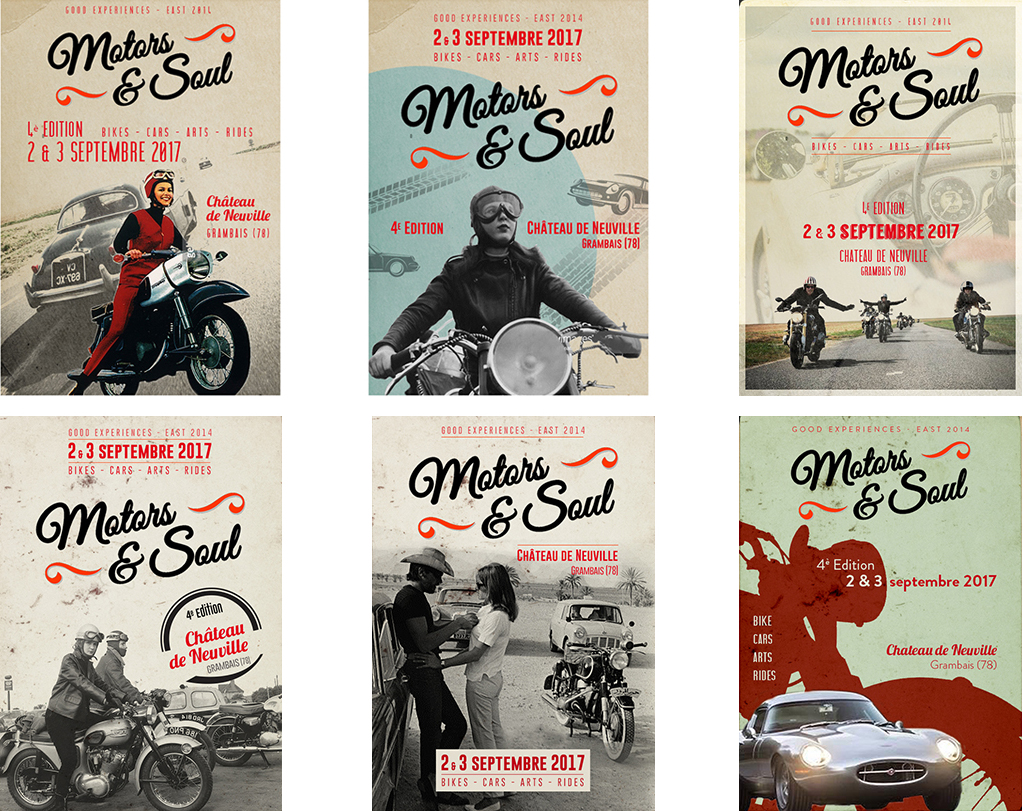 GOOD EXPERIENCES - EAST 2014
Motors
& Soul
4è EDITION BIKES - CARS - ARTS - RIDES
2 & 3 SEPTEMBRE 2017
Château
de Neuville
GRAMBAIS (78)
GOOD EXPERIENCES - EAST 2014
2 & 3 SEPTEMBRE 2017
BIKES - CARS - ARTS - RIDES
Motors
& Soul
4E EDITION
CHÂTEAU DE NEUVILLE
GRAMBAIS (78)
GOOD EXPERIENCES - EAST 2014
Motors
& Soul
BIKES - CARS - ARTS - RIDES
4E EDITION
2 & 3 SEPTEMBRE 2017
CHATEAU DE NEUVILLE
GRAMBAIS (78)
GOOD EXPERIENCES - EAST 2014
2 & 3 SEPTEMBRE 2017
BIKES - CARS - ARTS - RIDES
Motors
& Soul
4E EDITION
Château
de Neuville
GRAMBAIS (78)
GOOD EXPERIENCES - EAST 2014
Motors
& Soul
CHÂTEAU DE NEUVILLE
GRAMBAIS (78)
2 & 3 SEPTEMBRE 2017
BIKES - CARS - ARTS - RIDES
GOOD EXPERIENCES - EAST 2014
Motors
& Soul
4è Edition
2 & 3 septembre 2017
BIKE
CARS
ARTS
RIDES
Chateau de Neuville
Grambais (78)